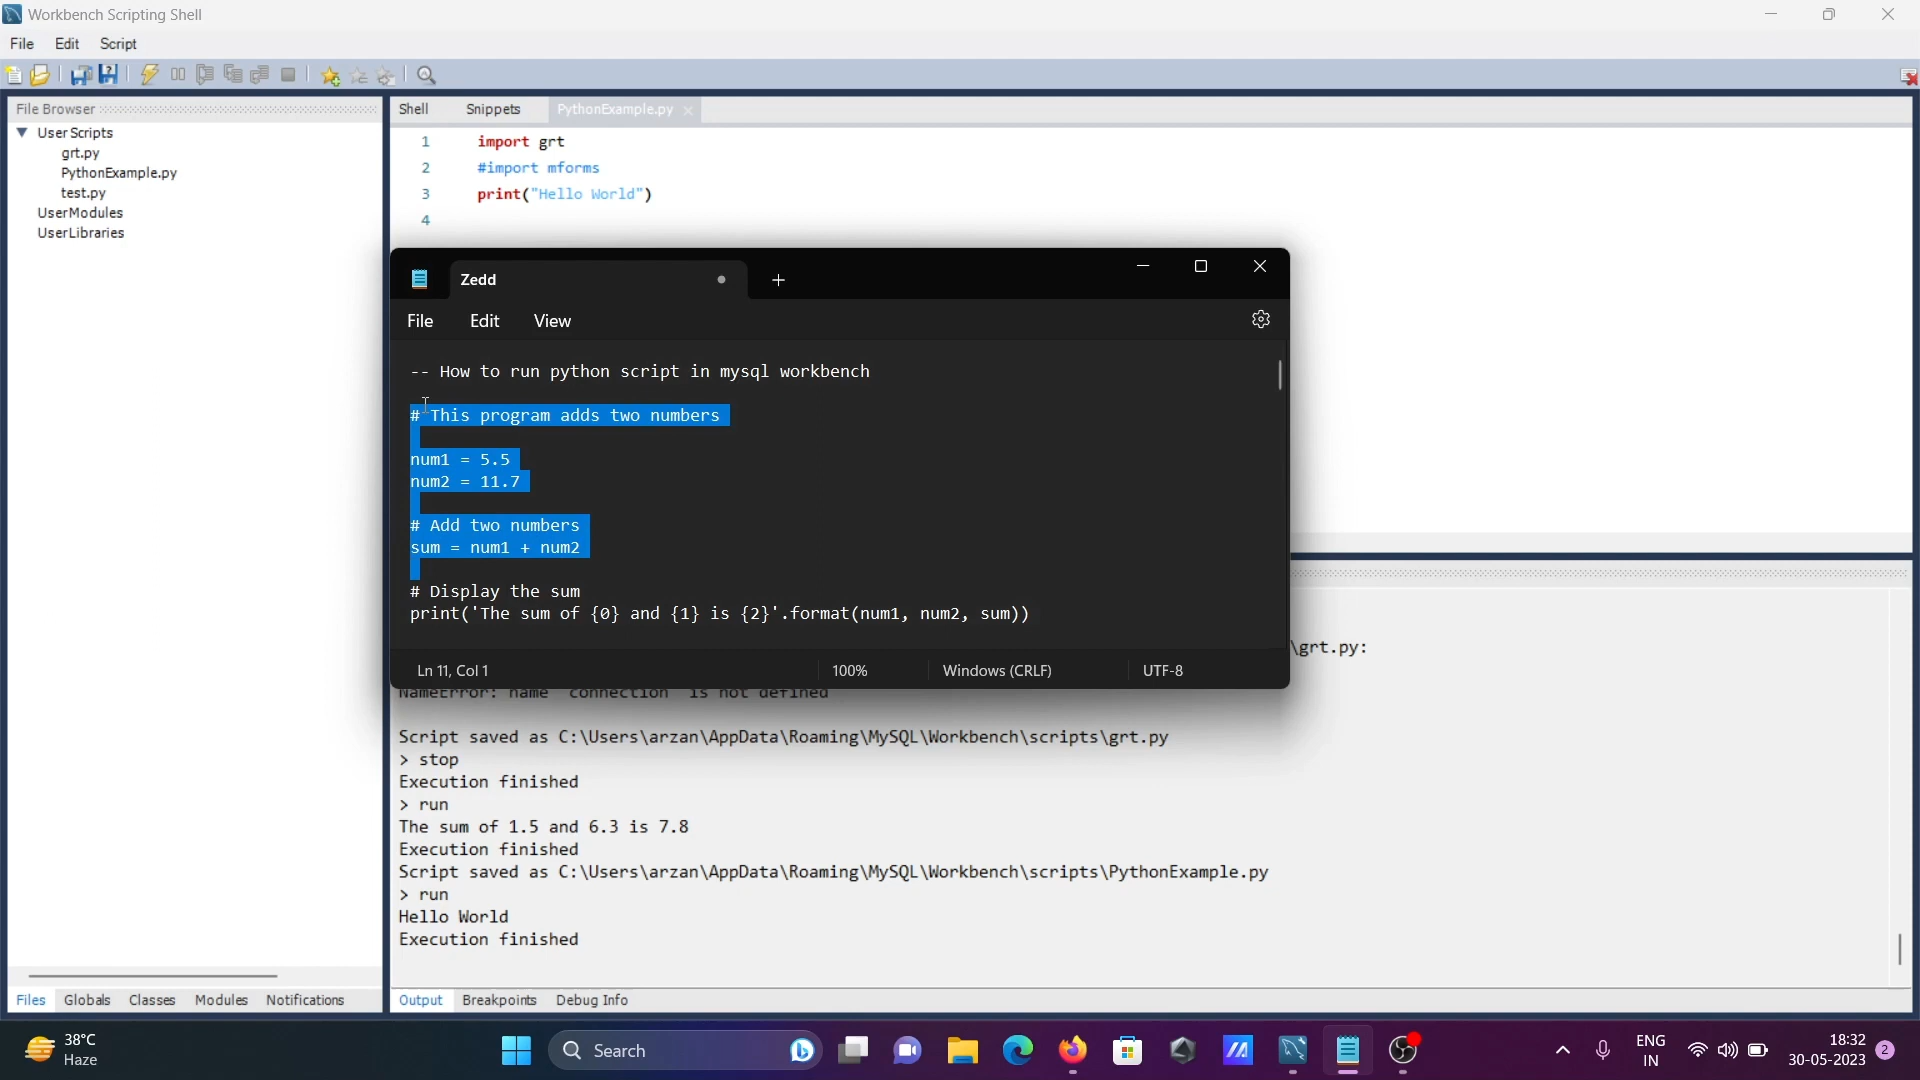 Workbench Scripting Shell
File Edit Script
File Browser
User Scripts
grt.py
PythonExample.py
test.py
UserModules
UserLibraries
Shell Snippets PythonExample.py
1 import grt
2 #import mforms
3 print("Hello World")
4
Zedd
File Edit View
-- How to run python script in mysql workbench
# This program adds two numbers
num1 = 5.5
num2 = 11.7
# Add two numbers
sum = num1 + num2
# Display the sum
print('The sum of {0} and {1} is {2}'.format(num1, num2, sum))
Ln 11, Col 1 100% Windows (CRLF) UTF-8
\grt.py:
NameError: name connection is not defined
Script saved as C:\Users\arzan\AppData\Roaming\MySQL\Workbench\scripts\grt.py
> stop
Execution finished
> run
The sum of 1.5 and 6.3 is 7.8
Execution finished
Script saved as C:\Users\arzan\AppData\Roaming\MySQL\Workbench\scripts\PythonExample.py
> run
Hello World
Execution finished
Files Globals Classes Modules Notifications
Output Breakpoints Debug Info
38°C
Haze
Search
ENG
IN
18:32
30-05-2023
2